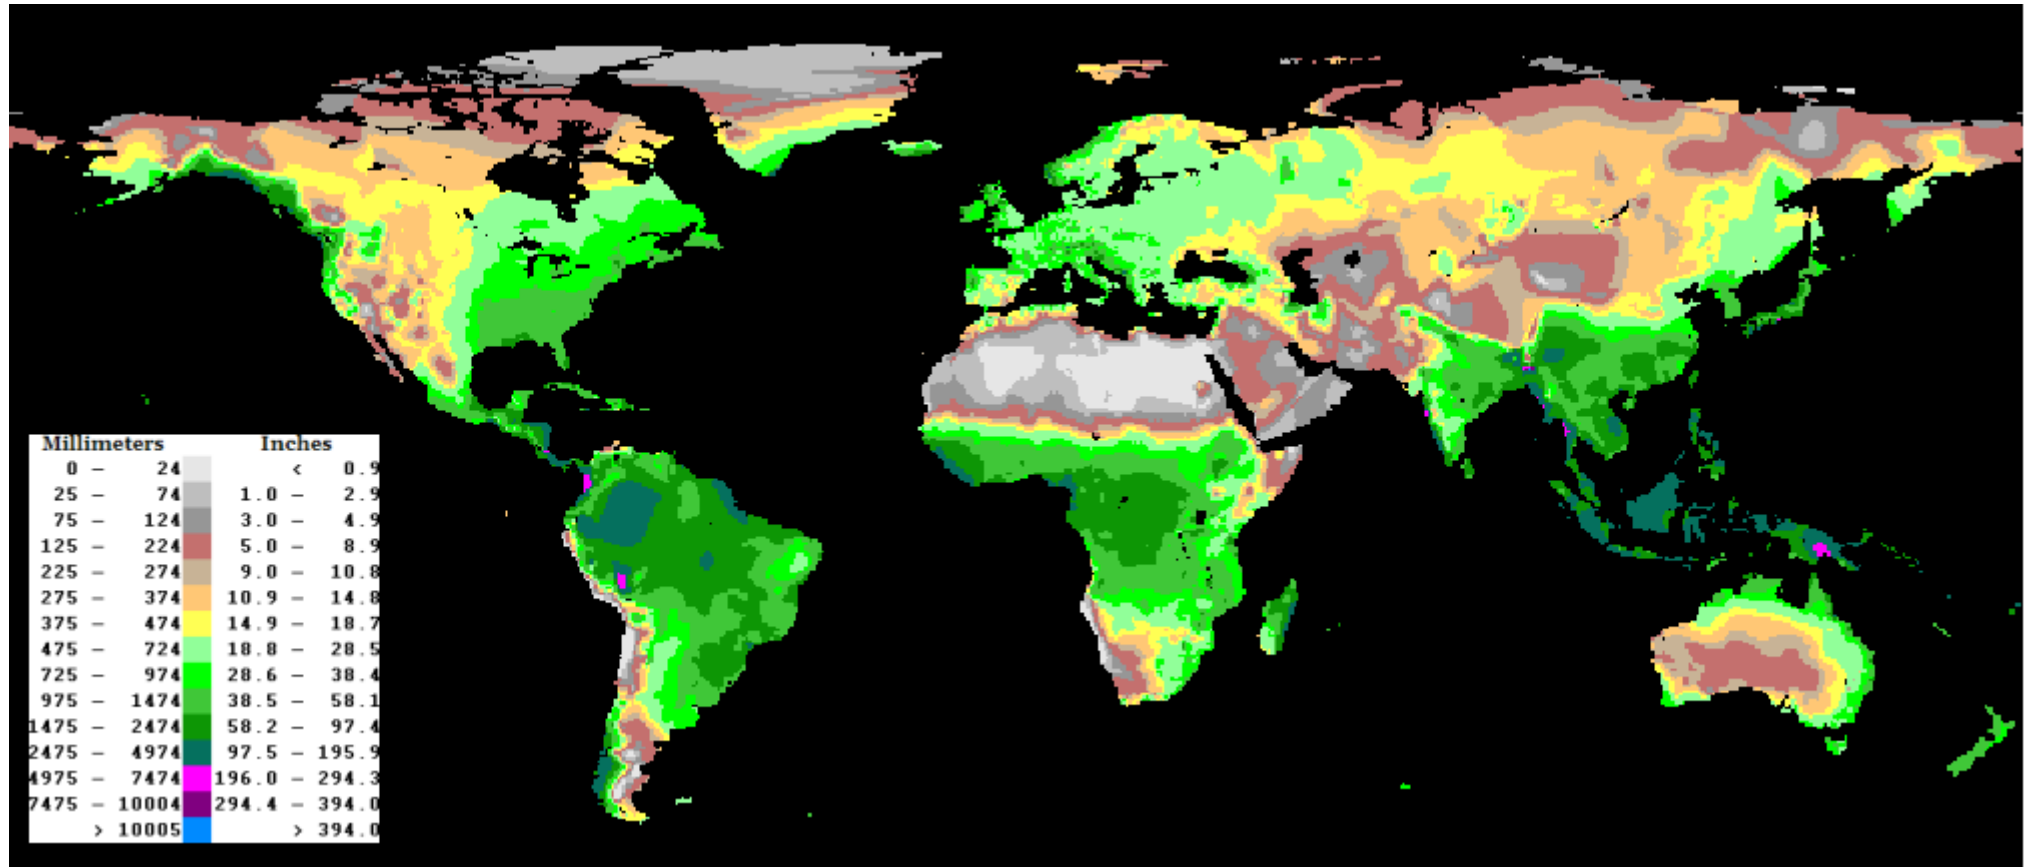 Millimeters Inches
0 – 24 < 0.9
25 – 74 1.0 – 2.9
75 – 124 3.0 – 4.9
125 – 224 5.0 – 8.9
225 – 274 9.0 – 10.8
275 – 374 10.9 – 14.8
375 – 474 14.9 – 18.7
475 – 724 18.8 – 28.5
725 – 974 28.6 – 38.4
975 – 1474 38.5 – 58.1
1475 – 2474 58.2 – 97.4
2475 – 4974 97.5 – 195.9
4975 – 7474 196.0 – 294.3
7475 – 10004 294.4 – 394.0
> 10005 > 394.0